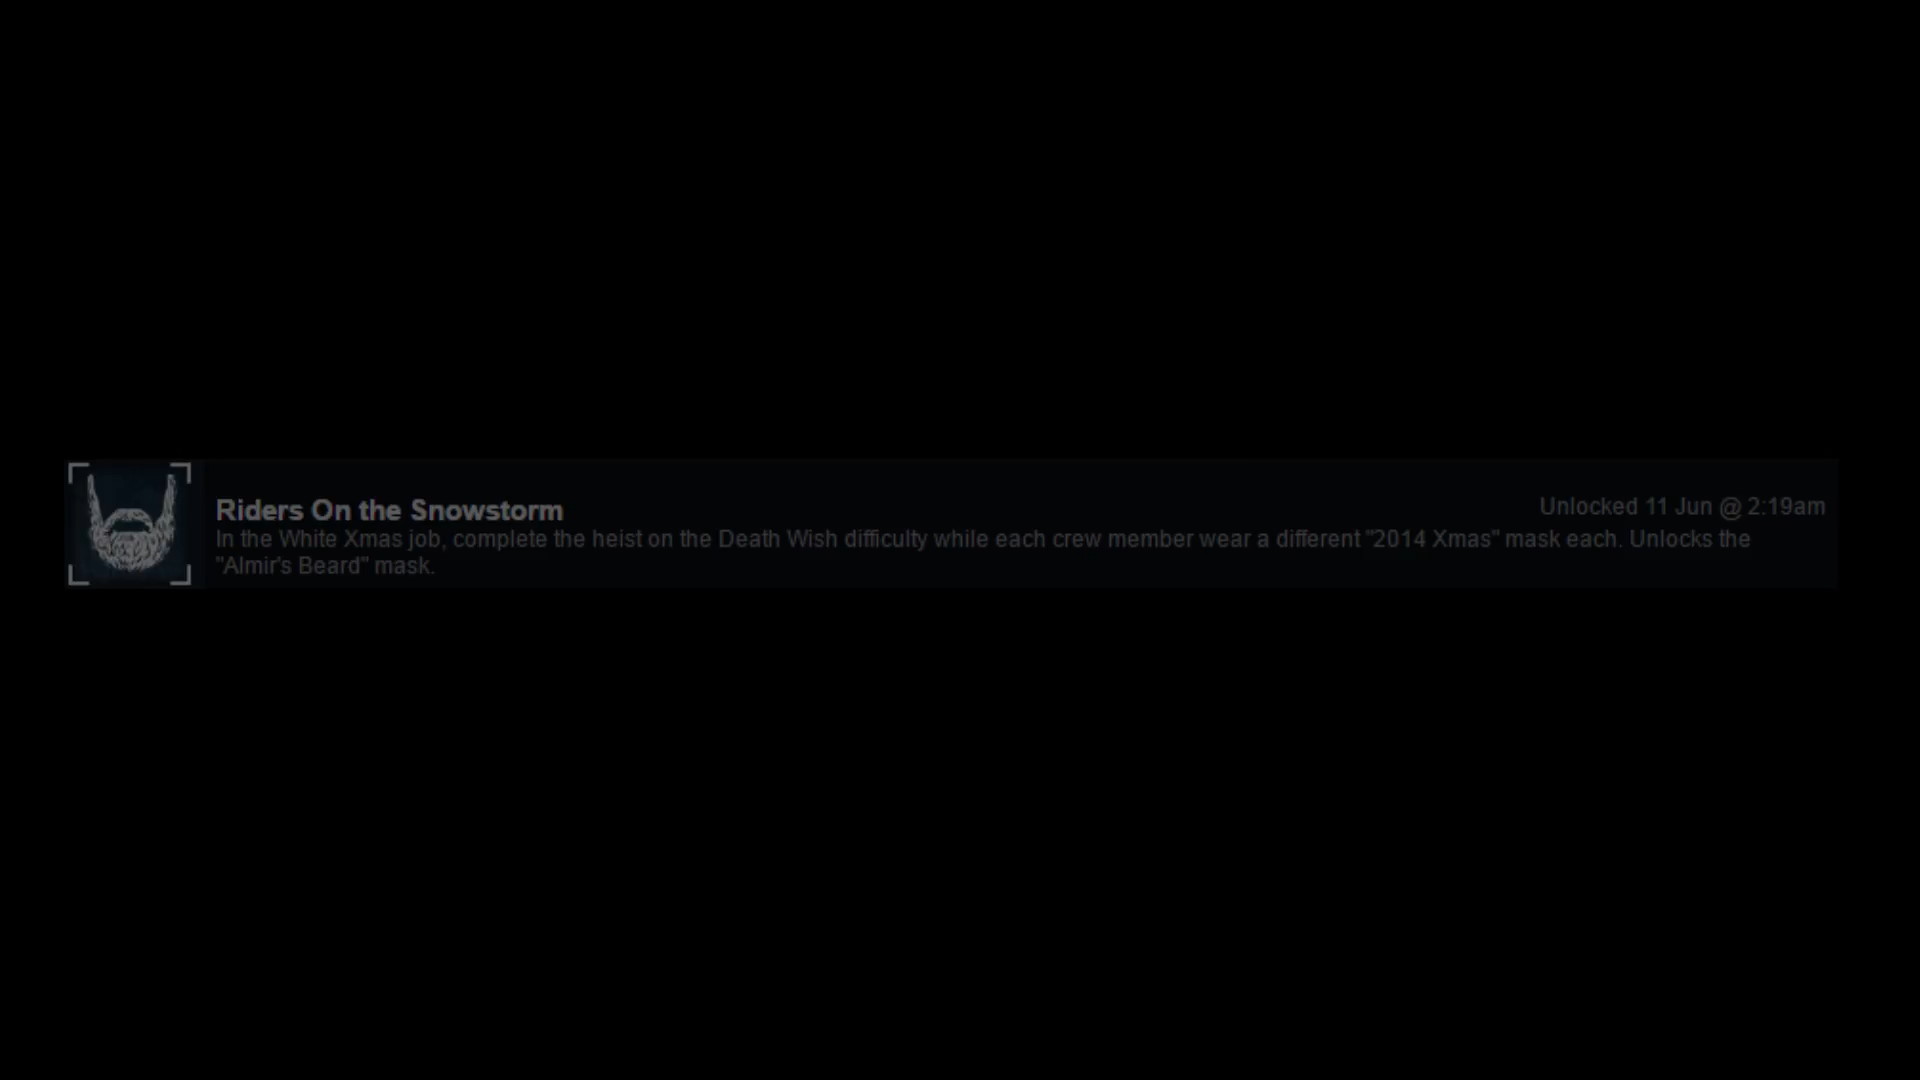 Riders On the Snowstorm
Unlocked 11 Jun @ 2:19am
In the White Xmas job, complete the heist on the Death Wish difficulty while each crew member wear a different "2014 Xmas" mask each. Unlocks the
"Almir's Beard" mask.